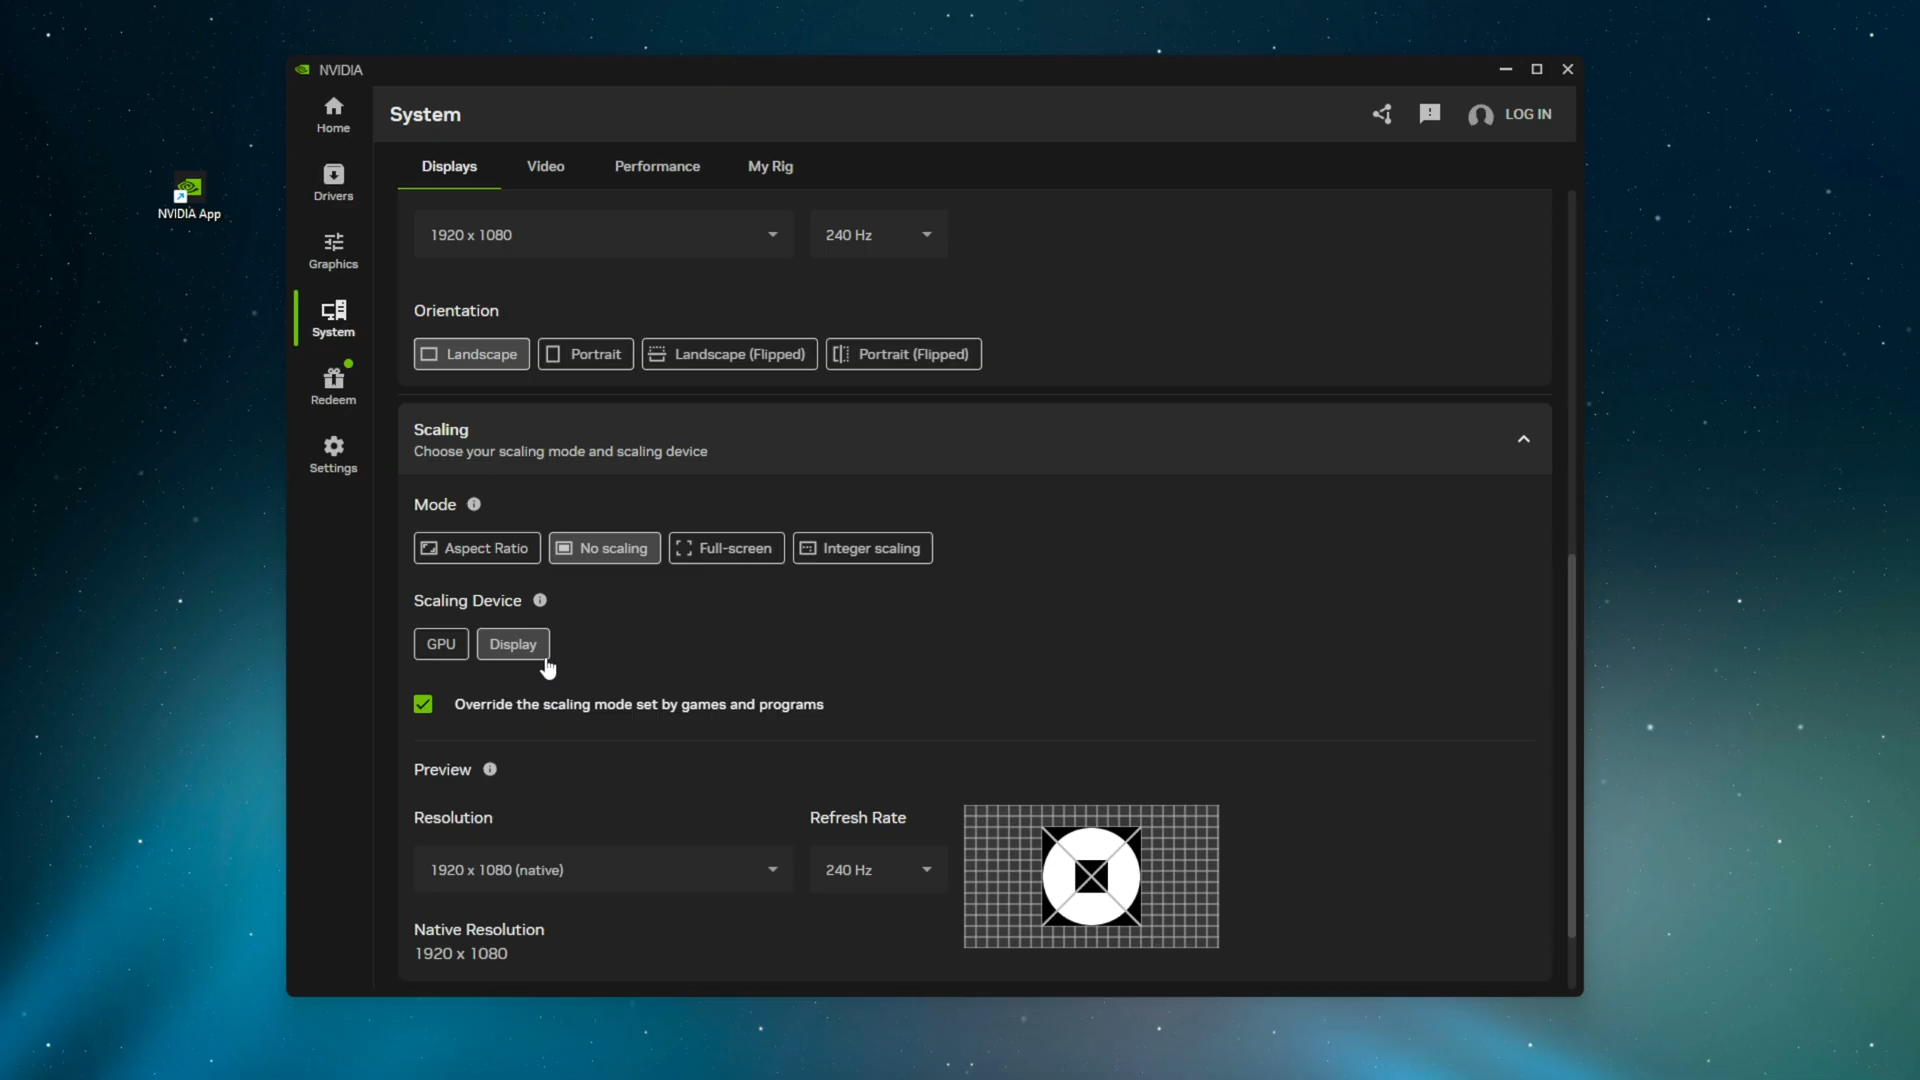 NVIDIA
Home
Drivers
Graphics
System
Redeem
Settings
NVIDIA App
System
LOG IN
Displays
Video
Performance
My Rig
1920 x 1080
240 Hz
Orientation
Landscape
Portrait
Landscape (Flipped)
Portrait (Flipped)
Scaling
Choose your scaling mode and scaling device
Mode
Aspect Ratio
No scaling
Full-screen
Integer scaling
Scaling Device
GPU
Display
Override the scaling mode set by games and programs
Preview
Resolution
Refresh Rate
1920 x 1080 (native)
240 Hz
Native Resolution
1920 x 1080